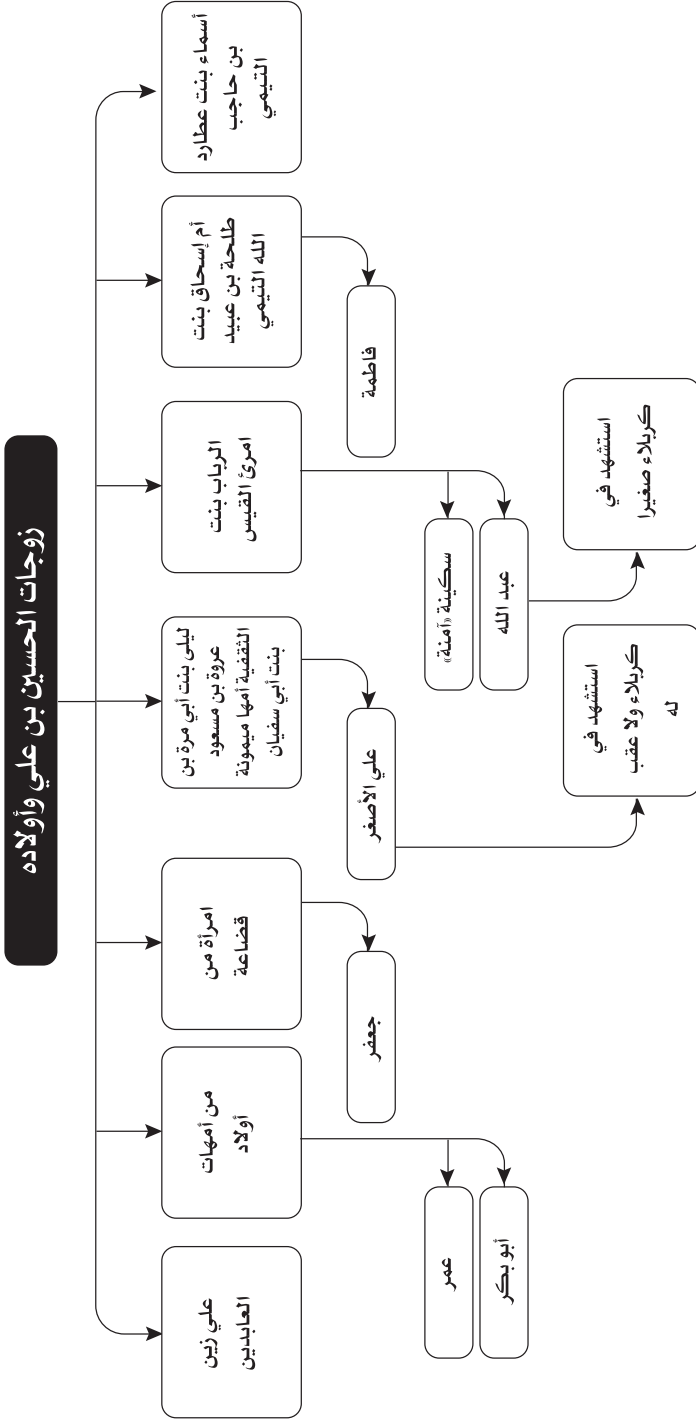 زوجات الحسين بن علي وأولاده
أسماء بنت عطارد
بن حاجب
التيمي
أم إسحاق بنت
طلحة بن عبيد
الله التيمي
الرباب بنت
امرئ القيس
ليلى بنت أبي مرة بن
عروة بن مسعود
الثقفية أمها ميمونة
بنت أبي سفيان
امرأة من
قضاعة
من أمهات
أولاد
علي زين
العابدين
فاطمة
سكينة «آمنة»
عبد الله
علي الأصغر
جعفر
عمر
أبو بكر
استشهد في
كربلاء صغيرا
استشهد في
كربلاء ولا عقب
له